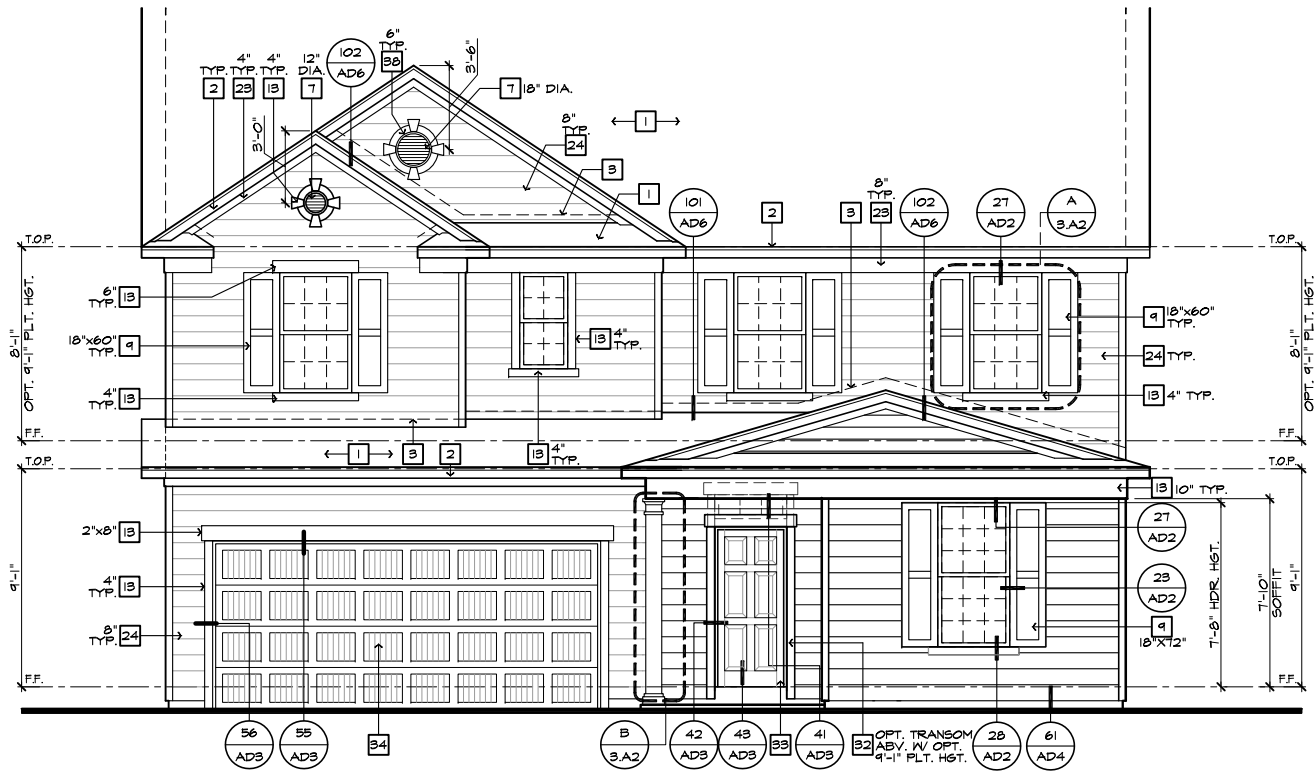 6"
TYP.
38
3'-6"
102
AD6
TYP.
2
4"
TYP.
23
4"
TYP.
13
12"
DIA.
7
7 18" DIA.
1
8"
TYP.
24
3'-0"
3
1
101
AD6
2
3
8"
TYP.
23
102
AD6
27
AD2
A
3.A2
T.O.P.
T.O.P.
6"
TYP. 13
18"x60"
TYP. 9
4"
TYP. 13
13 4"
TYP.
9 18"x60"
TYP.
24 TYP.
13 4" TYP.
8'-1"
OPT. 9'-1" PLT. HGT.
8'-1"
OPT. 9'-1" PLT. HGT.
F.F.
F.F.
1
3
2
13 4"
TYP.
T.O.P.
T.O.P.
13 10" TYP.
2"x8" 13
4"
TYP. 13
8"
TYP. 24
9'-1"
27
AD2
23
AD2
9
18"X72"
7'-8" HDR. HGT.
7'-10"
SOFFIT
9'-1"
F.F.
F.F.
56
AD3
55
AD3
34
B
3.A2
42
AD3
43
AD3
33
41
AD3
32 OPT. TRANSOM
ABV. W/ OPT.
9'-1" PLT. HGT.
28
AD2
61
AD4